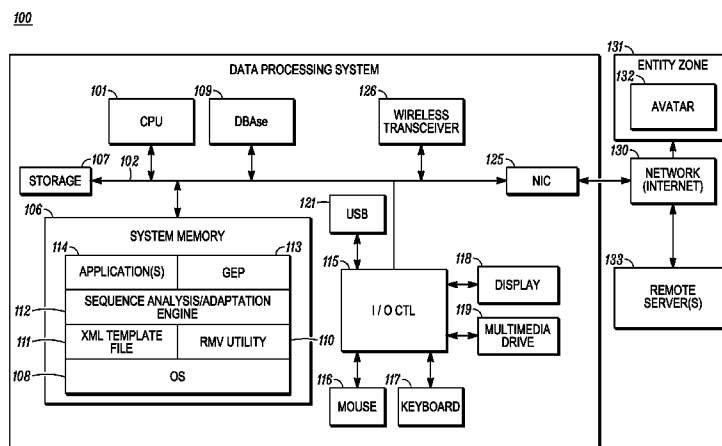 100
131
DATA PROCESSING SYSTEM
ENTITY ZONE
132
101
109
126
AVATAR
CPU
DBAse
WIRELESS
TRANSCEIVER
107
102
125
130
STORAGE
NIC
NETWORK
(INTERNET)
106
121
USB
SYSTEM MEMORY
114
113
115
118
133
APPLICATION(S)
GEP
DISPLAY
REMOTE
SERVER(S)
112
SEQUENCE ANALYSIS/ADAPTATION
ENGINE
I / O CTL
119
111
XML TEMPLATE
FILE
RMV UTILITY
110
MULTIMEDIA
DRIVE
108
OS
116
117
MOUSE
KEYBOARD